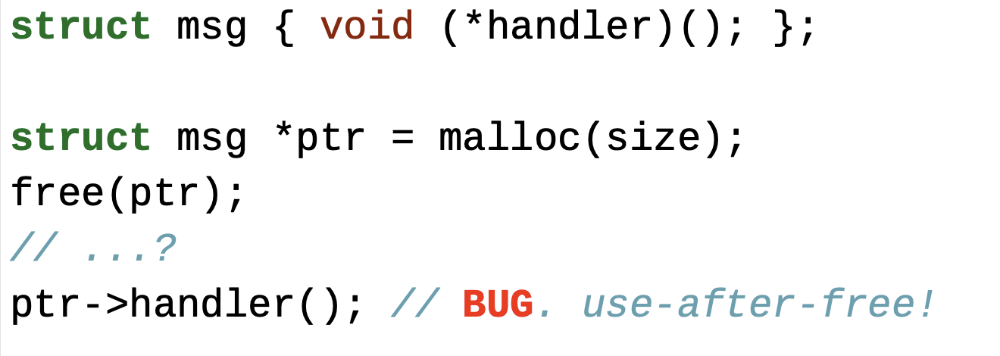 struct msg { void (*handler)(); };
struct msg *ptr = malloc(size);
free(ptr);
// ...?
ptr->handler(); // BUG. use-after-free!